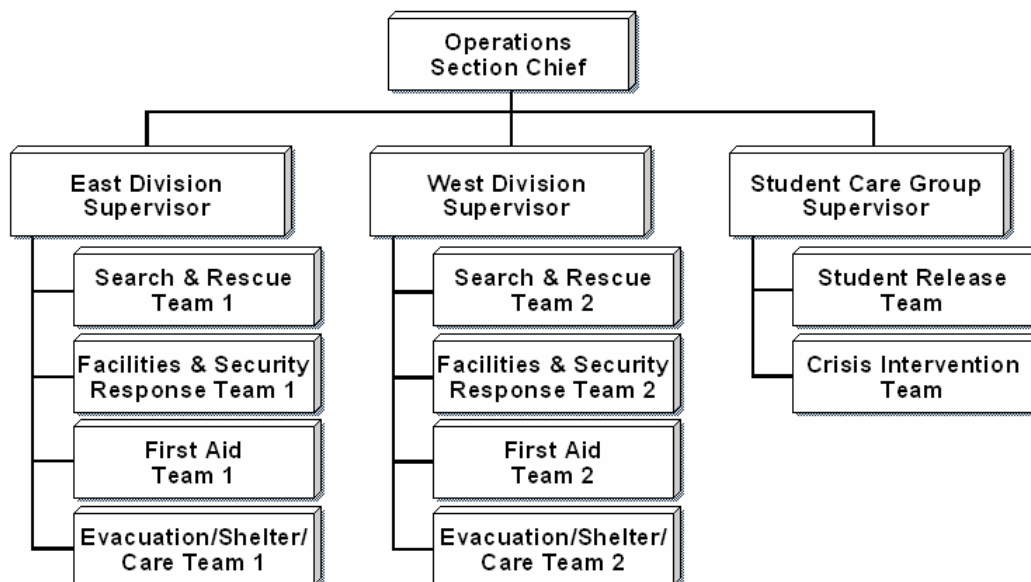 Operations
Section Chief
East Division
Supervisor
Search & Rescue
Team 1
Facilities & Security
Response Team 1
First Aid
Team 1
Evacuation/Shelter/
Care Team 1
West Division
Supervisor
Search & Rescue
Team 2
Facilities & Security
Response Team 2
First Aid
Team 2
Evacuation/Shelter/
Care Team 2
Student Care Group
Supervisor
Student Release
Team
Crisis Intervention
Team